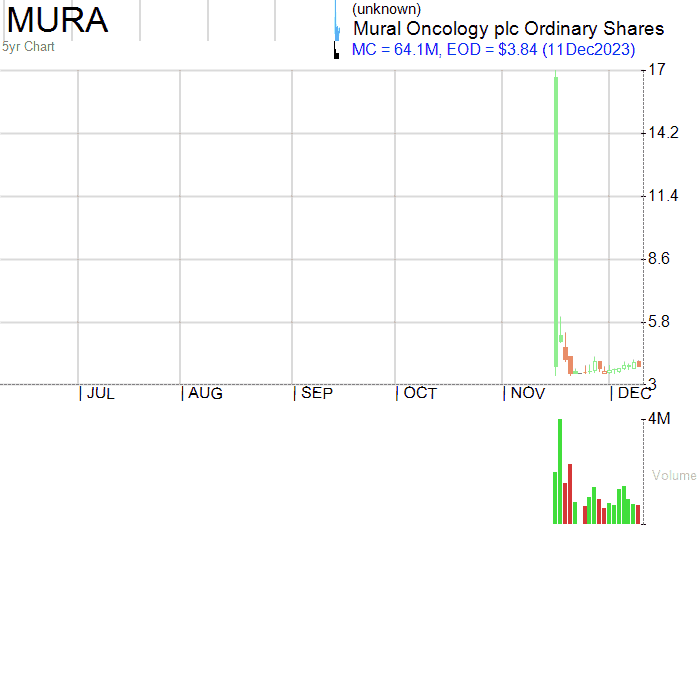 MURA
5yr Chart
(unknown)
Mural Oncology plc Ordinary Shares
MC = 64.1M, EOD = $3.84 (11Dec2023)
17
14.2
11.4
8.6
5.8
3
JUL AUG SEP OCT NOV DEC
4M
Volume